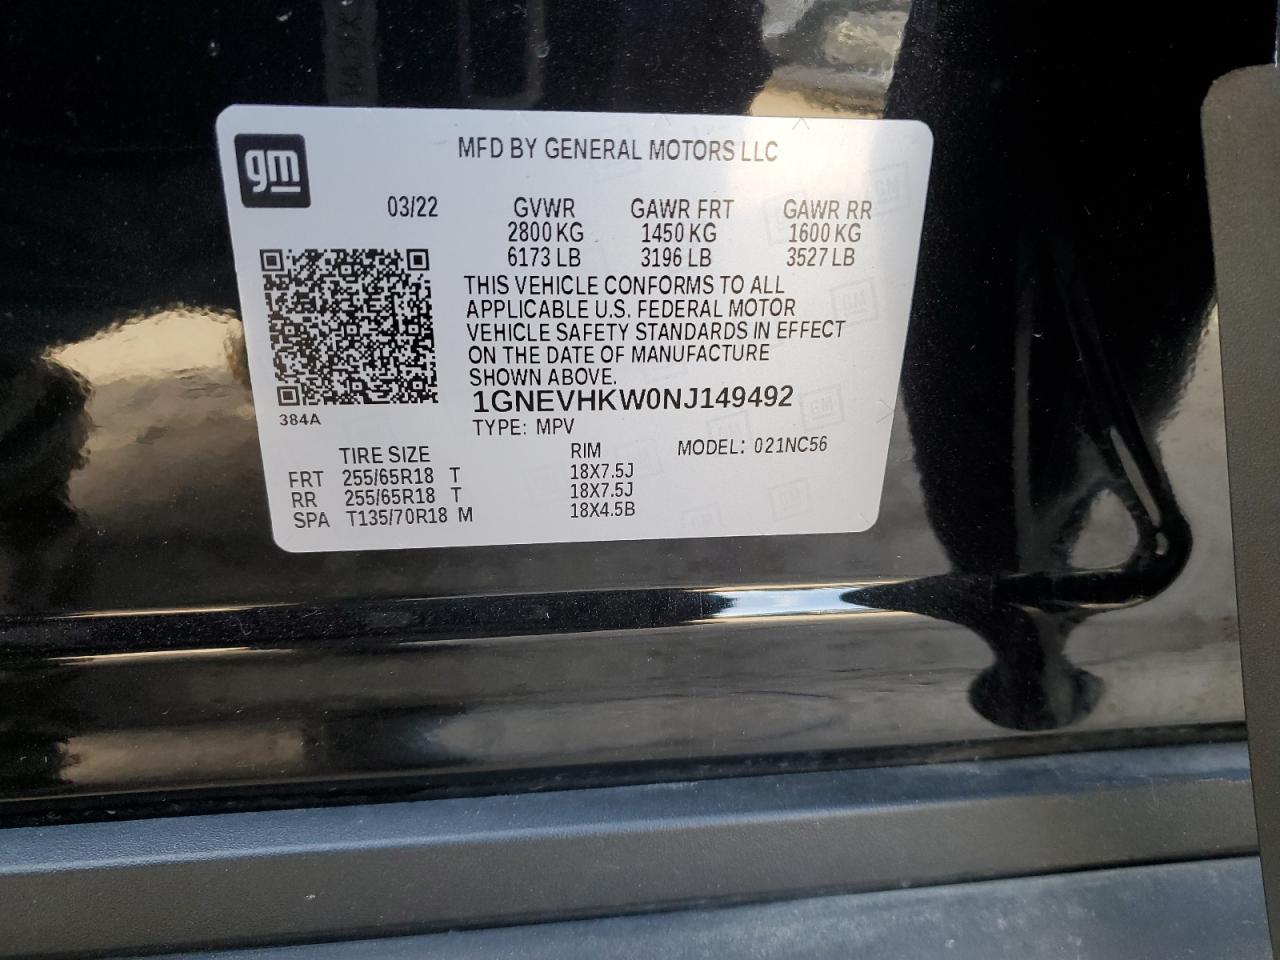 gm
MFD BY GENERAL MOTORS LLC
03/22 GVWR GAWR FRT GAWR RR
2800 KG 1450 KG 1600 KG
6173 LB 3196 LB 3527 LB
THIS VEHICLE CONFORMS TO ALL
APPLICABLE U.S. FEDERAL MOTOR
VEHICLE SAFETY STANDARDS IN EFFECT
ON THE DATE OF MANUFACTURE
SHOWN ABOVE.
1GNEVHKW0NJ149492
384A
TYPE: MPV
TIRE SIZE RIM MODEL: 021NC56
FRT 255/65R18 T 18X7.5J
RR 255/65R18 T 18X7.5J
SPA T135/70R18 M 18X4.5B